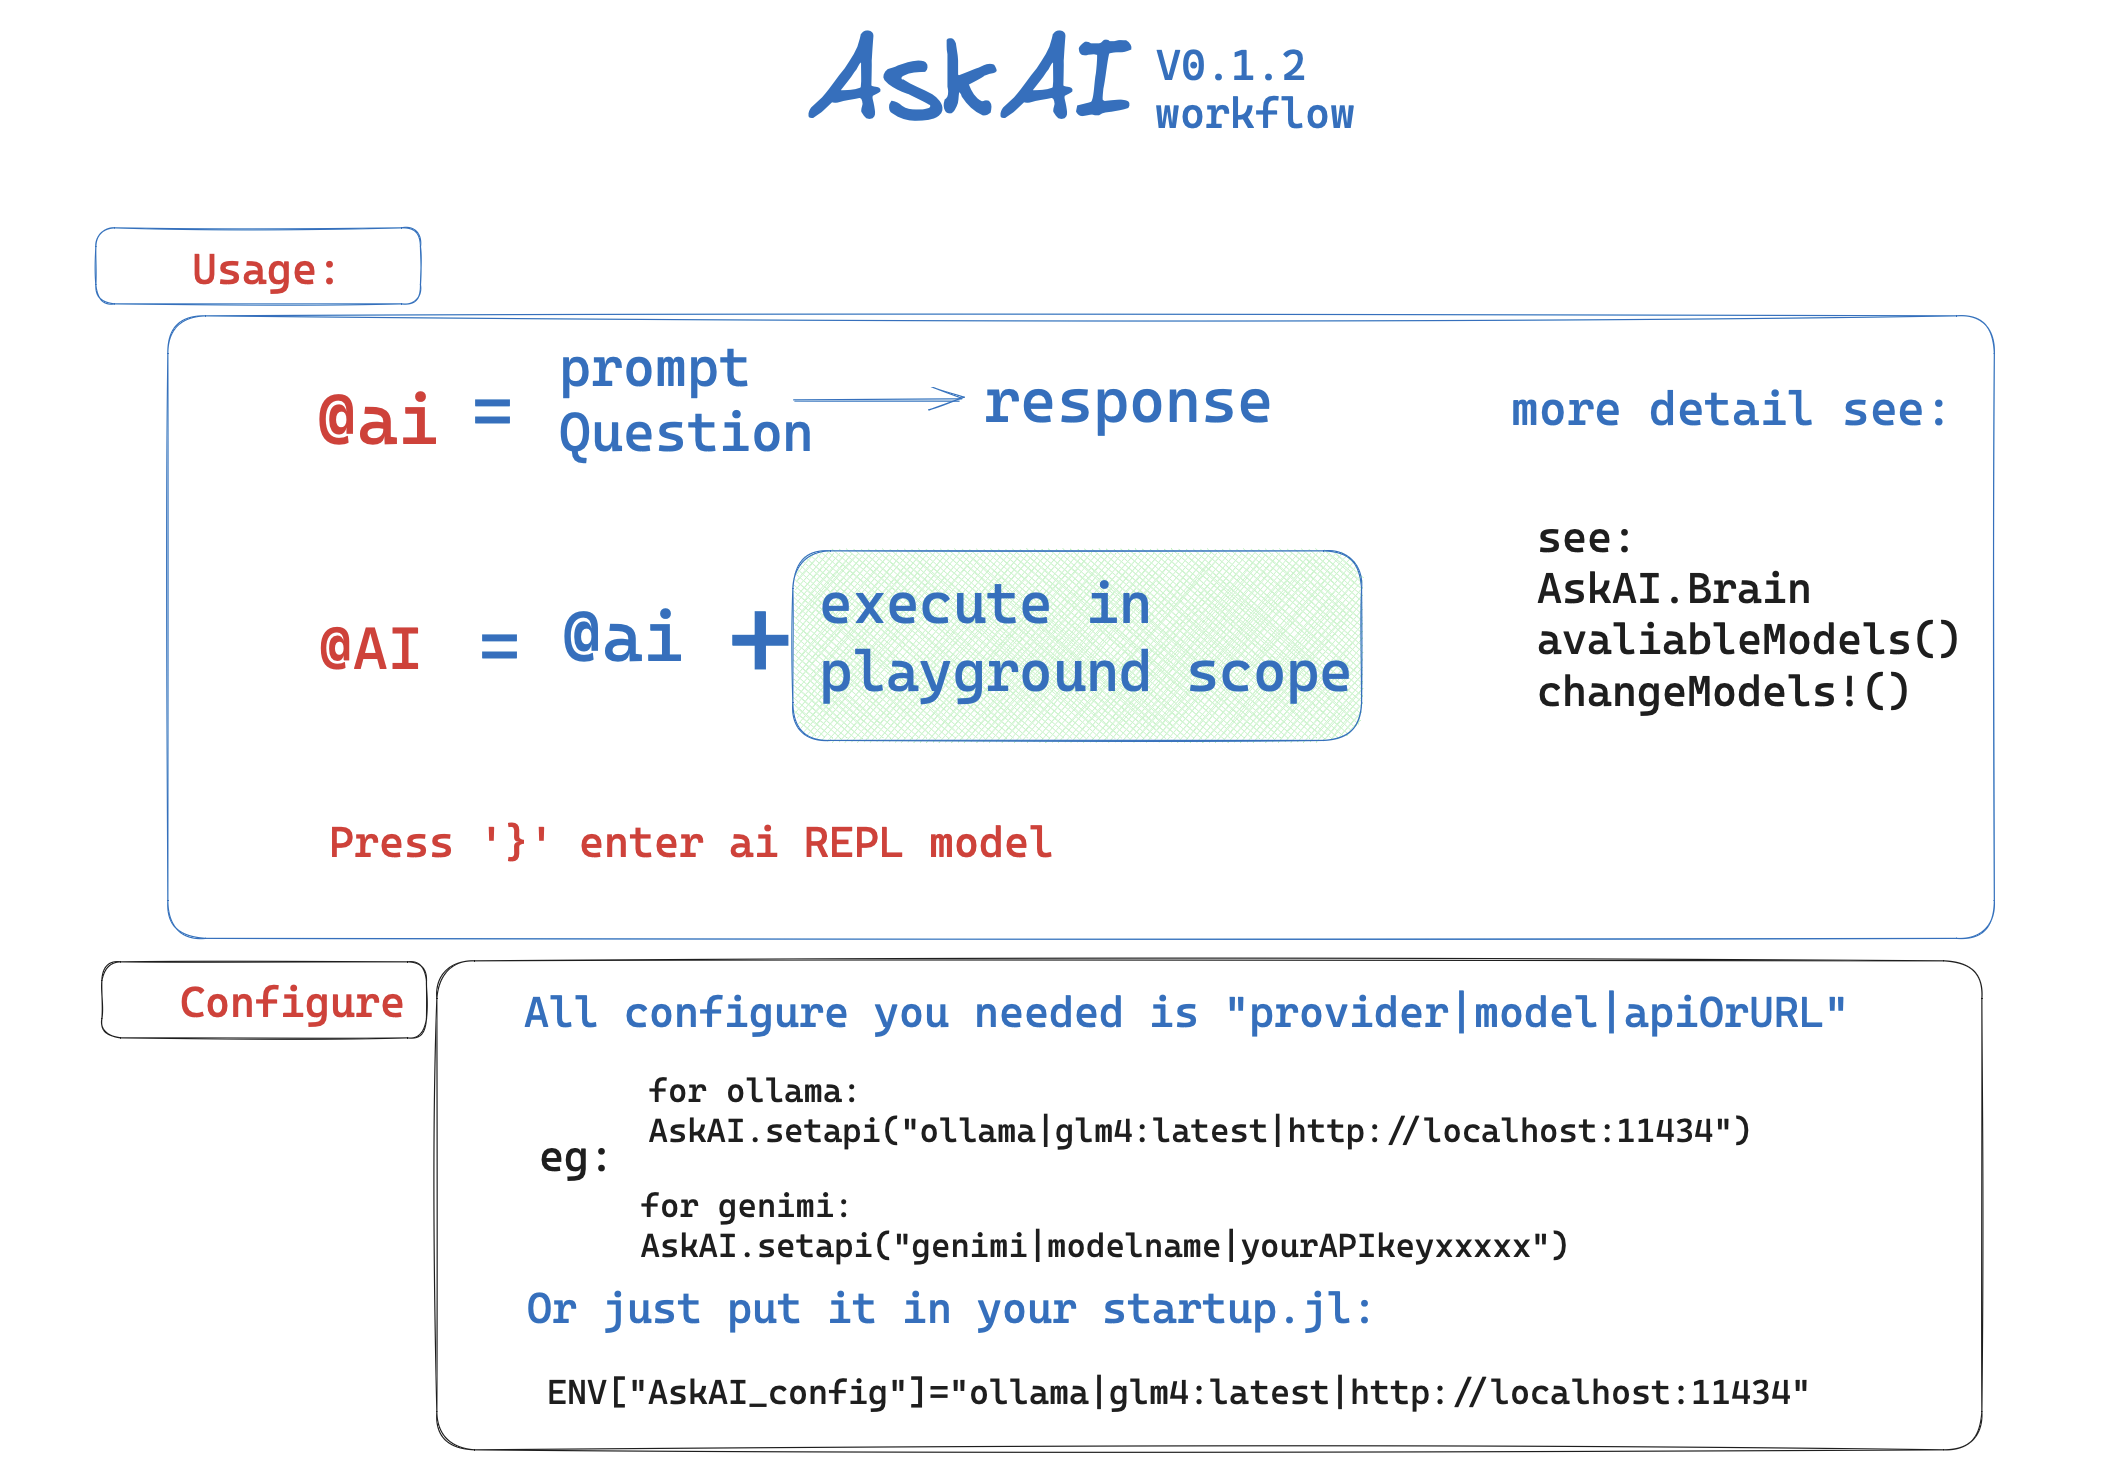 AskAI
V0.1.2
workflow
Usage:
@ai = prompt
Question
response
more detail see:
@AI = @ai +
execute in
playground scope
see:
AskAI.Brain
avaliableModels()
changeModels!()
Press '}' enter ai REPL model
Configure
All configure you needed is "provider|model|apiOrURL"
eg:
for ollama:
AskAI.setapi("ollama|glm4:latest|http://localhost:11434")
for genimi:
AskAI.setapi("genimi|modelname|yourAPIkeyxxxxx")
Or just put it in your startup.jl:
ENV["AskAI_config"]="ollama|glm4:latest|http://localhost:11434"